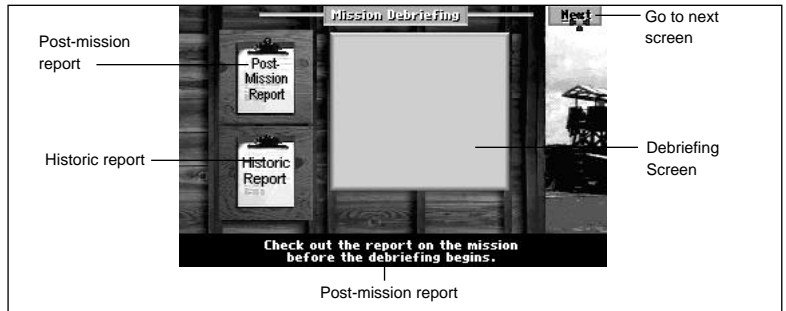 Mission Debriefing
Next
Go to next
screen
Post-mission
report
Post-
Mission
Report
Historic report
Historic
Report
Debriefing
Screen
Check out the report on the mission
before the debriefing begins.
Post-mission report